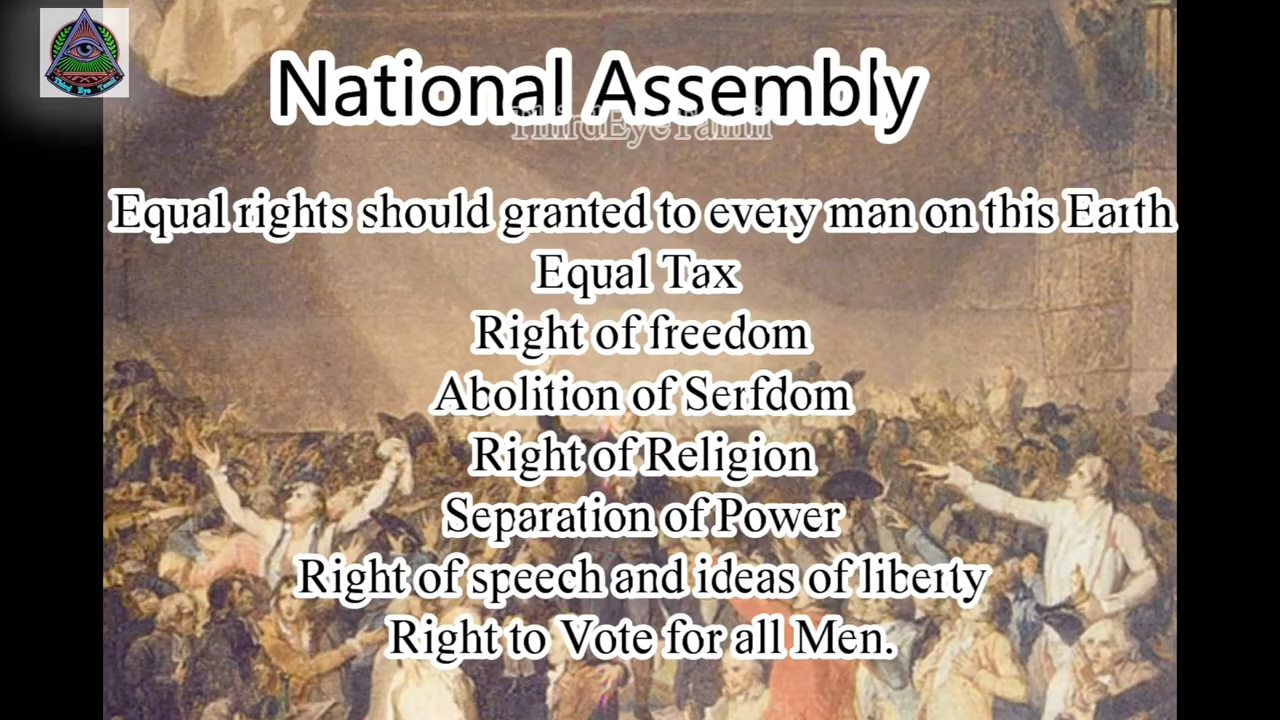 National Assembly
ThirdEyeTamil
Equal rights should granted to every man on this Earth
Equal Tax
Right of freedom
Abolition of Serfdom
Right of Religion
Separation of Power
Right of speech and ideas of liberty
Right to Vote for all Men.